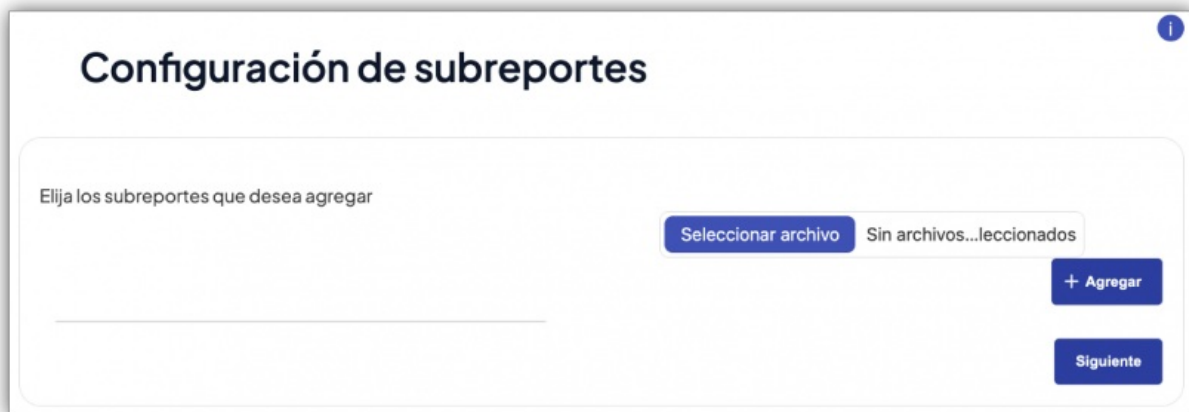 i
Configuración de subreportes
Elija los subreportes que desea agregar
Seleccionar archivo Sin archivos...leccionados
+ Agregar
Siguiente